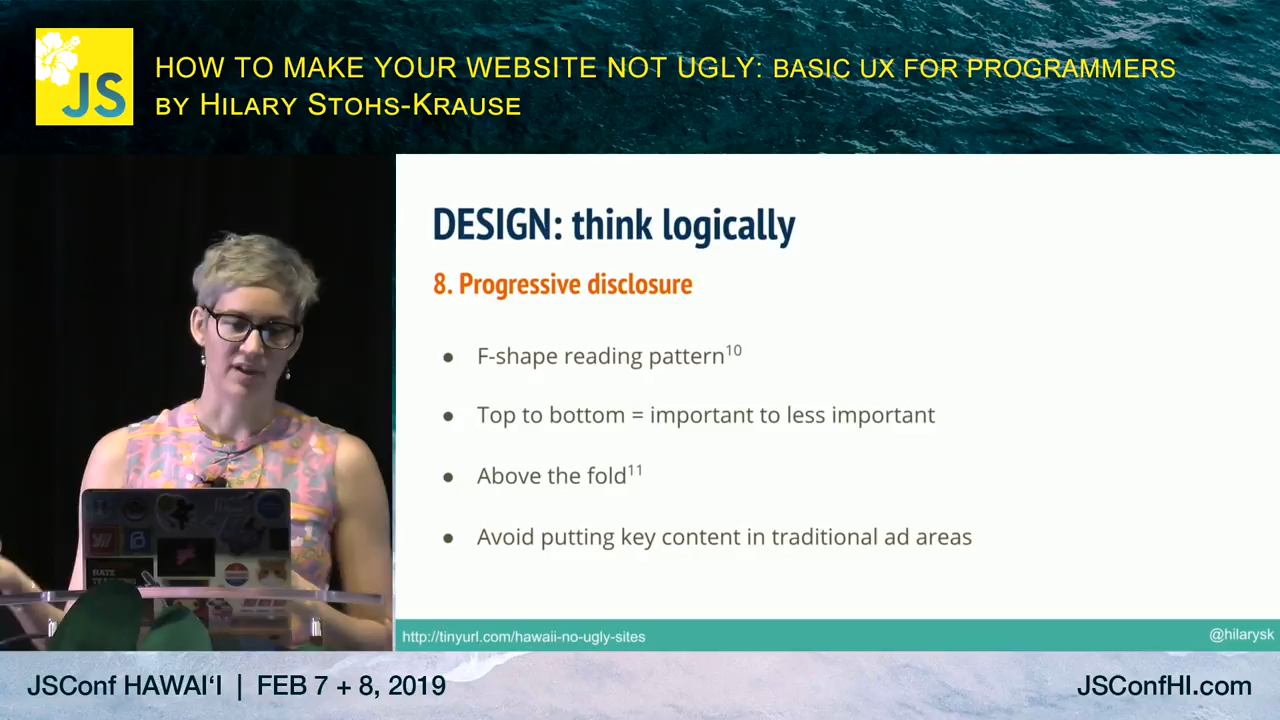 JS
HOW TO MAKE YOUR WEBSITE NOT UGLY: BASIC UX FOR PROGRAMMERS
BY HILARY STOHS-KRAUSE
DESIGN: think logically
8. Progressive disclosure
● F-shape reading pattern¹⁰
● Top to bottom = important to less important
● Above the fold¹¹
● Avoid putting key content in traditional ad areas
http://tinyurl.com/hawaii-no-ugly-sites
@hilarysk
JSConf HAWAIʻI | FEB 7 + 8, 2019
JSConfHI.com